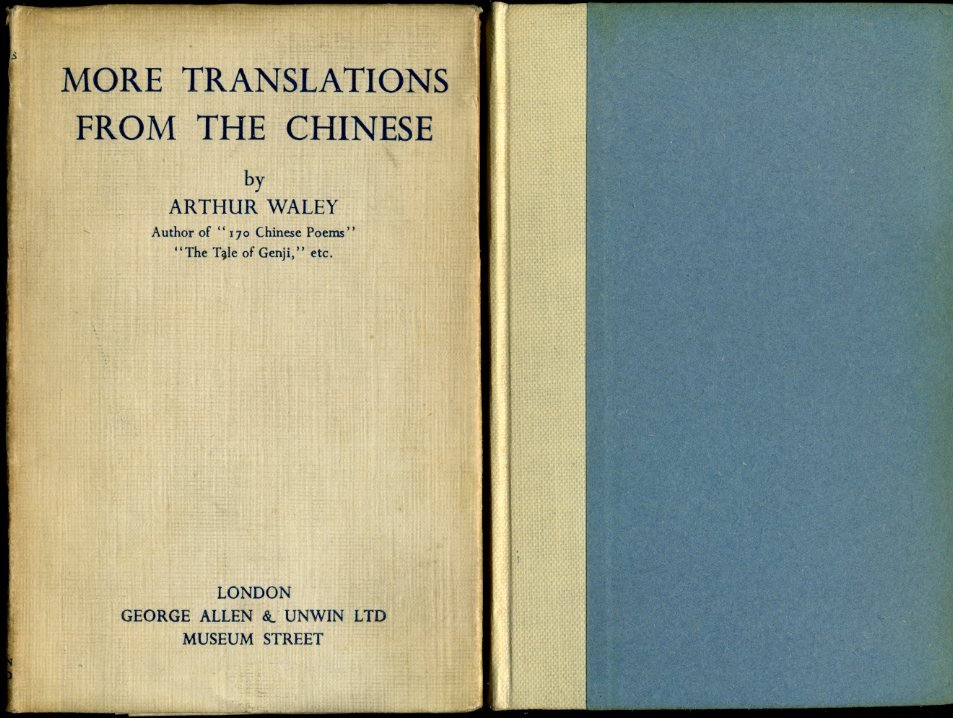 MORE TRANSLATIONS
FROM THE CHINESE
by
ARTHUR WALEY
Author of "170 Chinese Poems"
"The Tale of Genji," etc.
LONDON
GEORGE ALLEN & UNWIN LTD
MUSEUM STREET